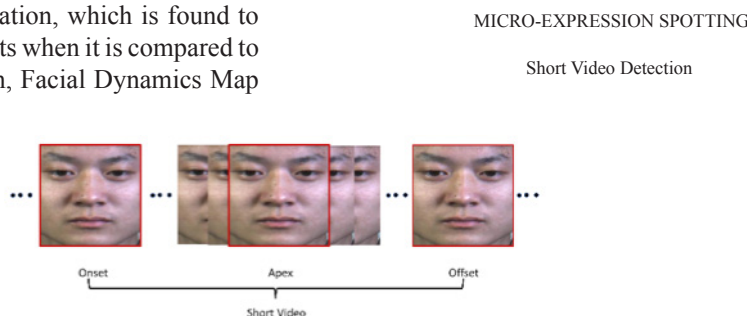 ation, which is found to
ts when it is compared to
n, Facial Dynamics Map
MICRO-EXPRESSION SPOTTING
Short Video Detection
Onset
Apex
Offset
Short Video